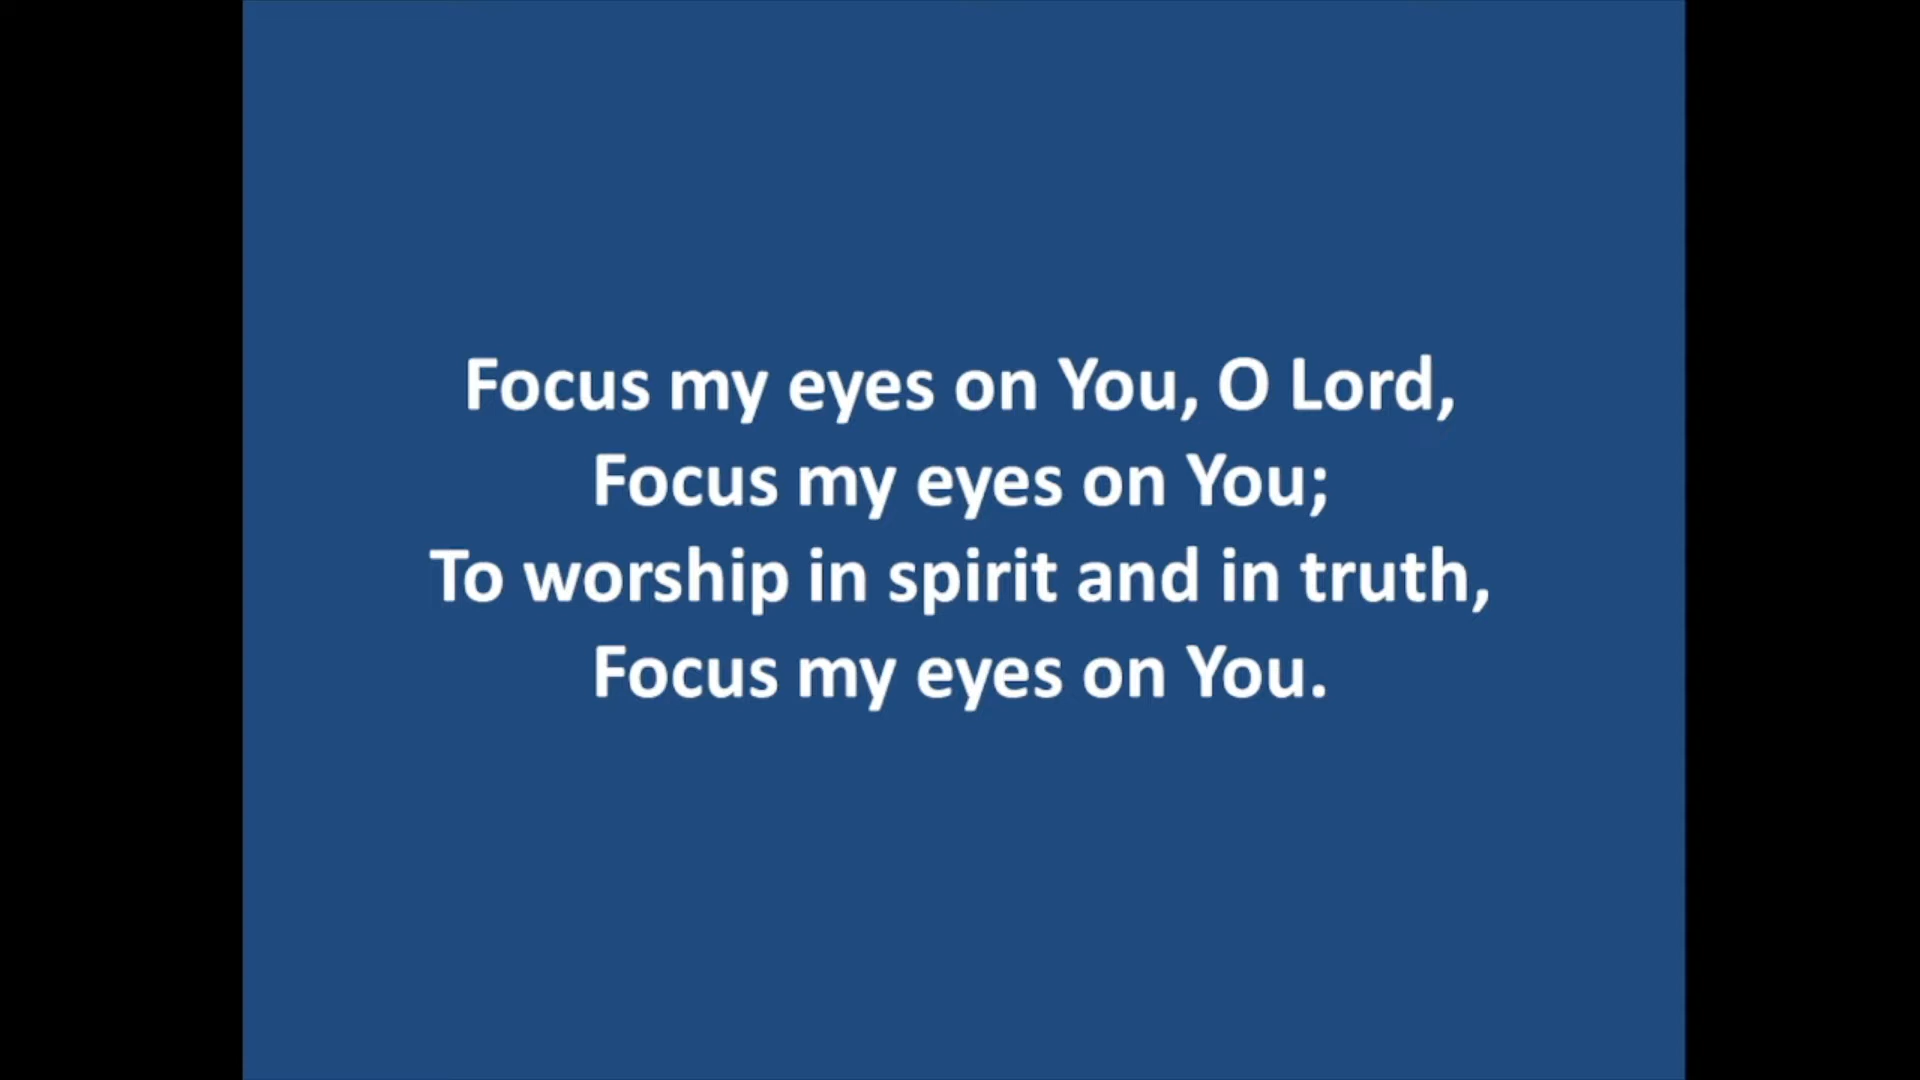 Focus my eyes on You, O Lord,
Focus my eyes on You;
To worship in spirit and in truth,
Focus my eyes on You.